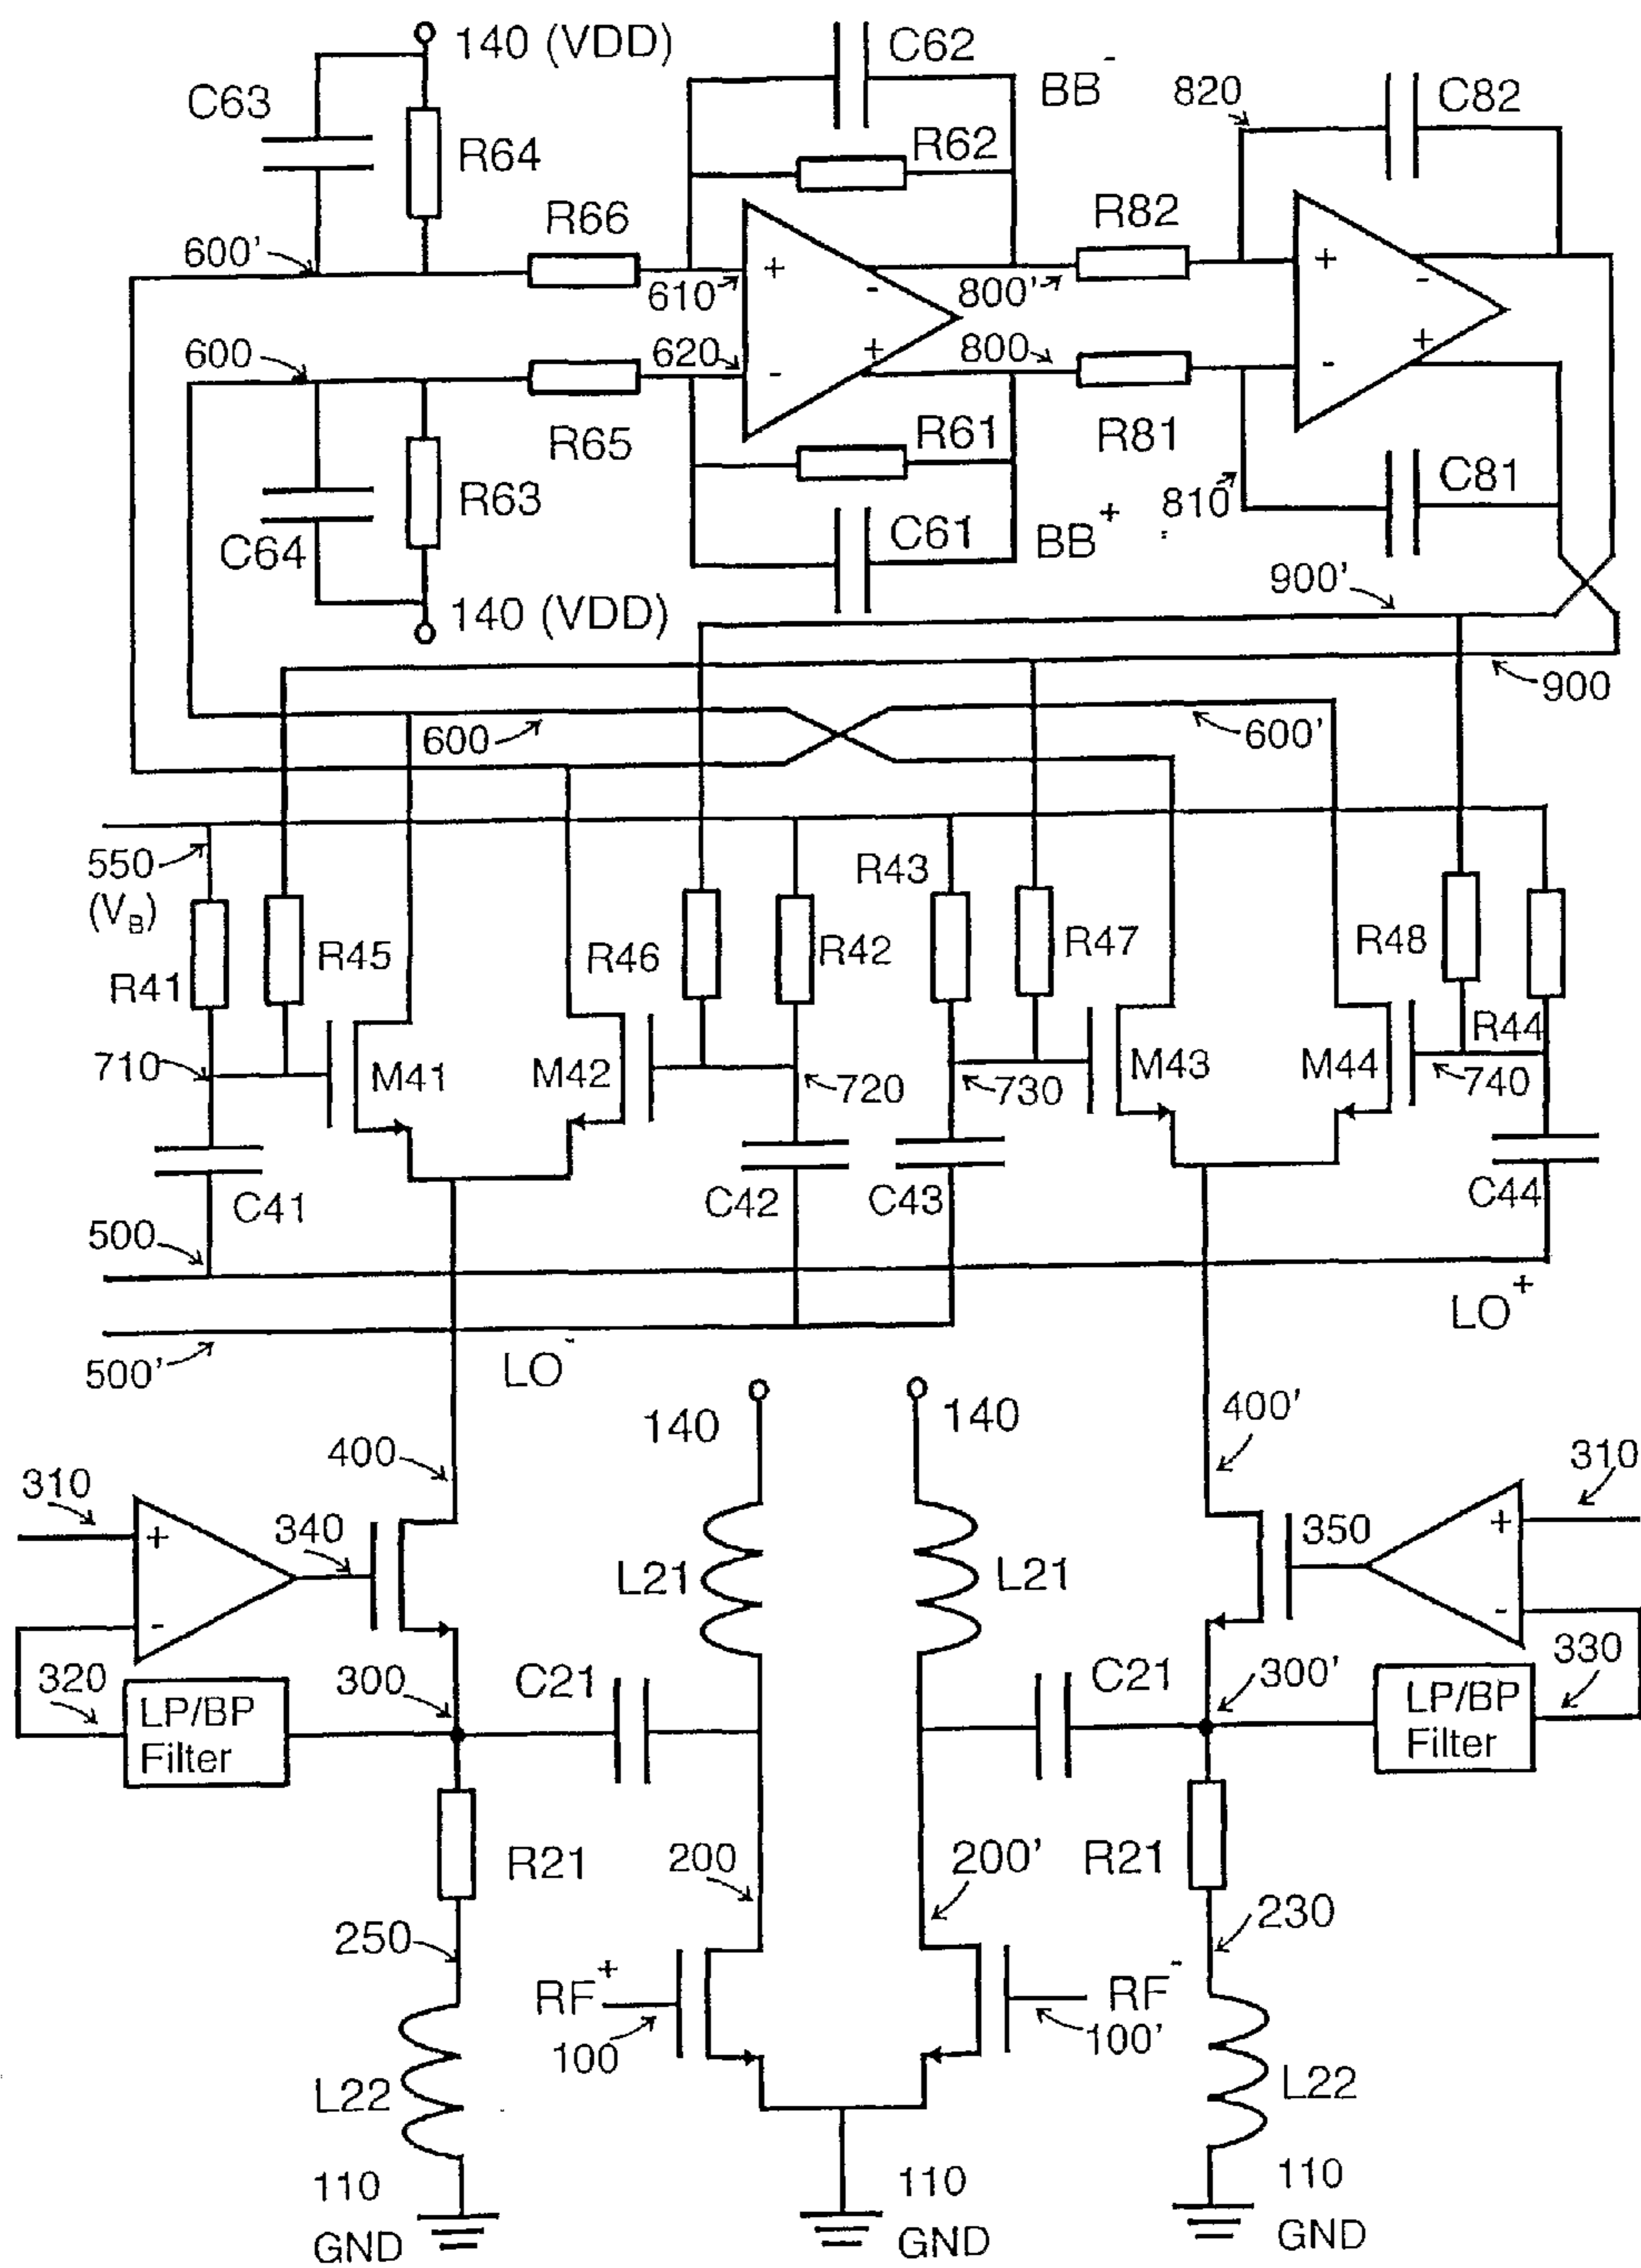 140 (VDD)
C62
BB-
820
C82
C63
R64
R62
R66
R82
600'
610
+
-
800'
+
-
600
620
-
+
800
-
+
R65
R61
R81
R63
C64
C61
BB+
810
C81
140 (VDD)
900'
900
600
600'
550
(VB)
R43
R41
R45
R46
R42
R47
R48
R44
710
M41
M42
720
730
M43
M44
740
C41
C42
C43
C44
500
LO+
500'
LO-
140
140
400
400'
310
+
340
350
+
310
L21
L21
-
-
320
LP/BP
Filter
300
C21
C21
300'
LP/BP
Filter
330
R21
200
200'
R21
250
230
RF+
100
RF-
100'
L22
L22
110
GND
110
GND
110
GND